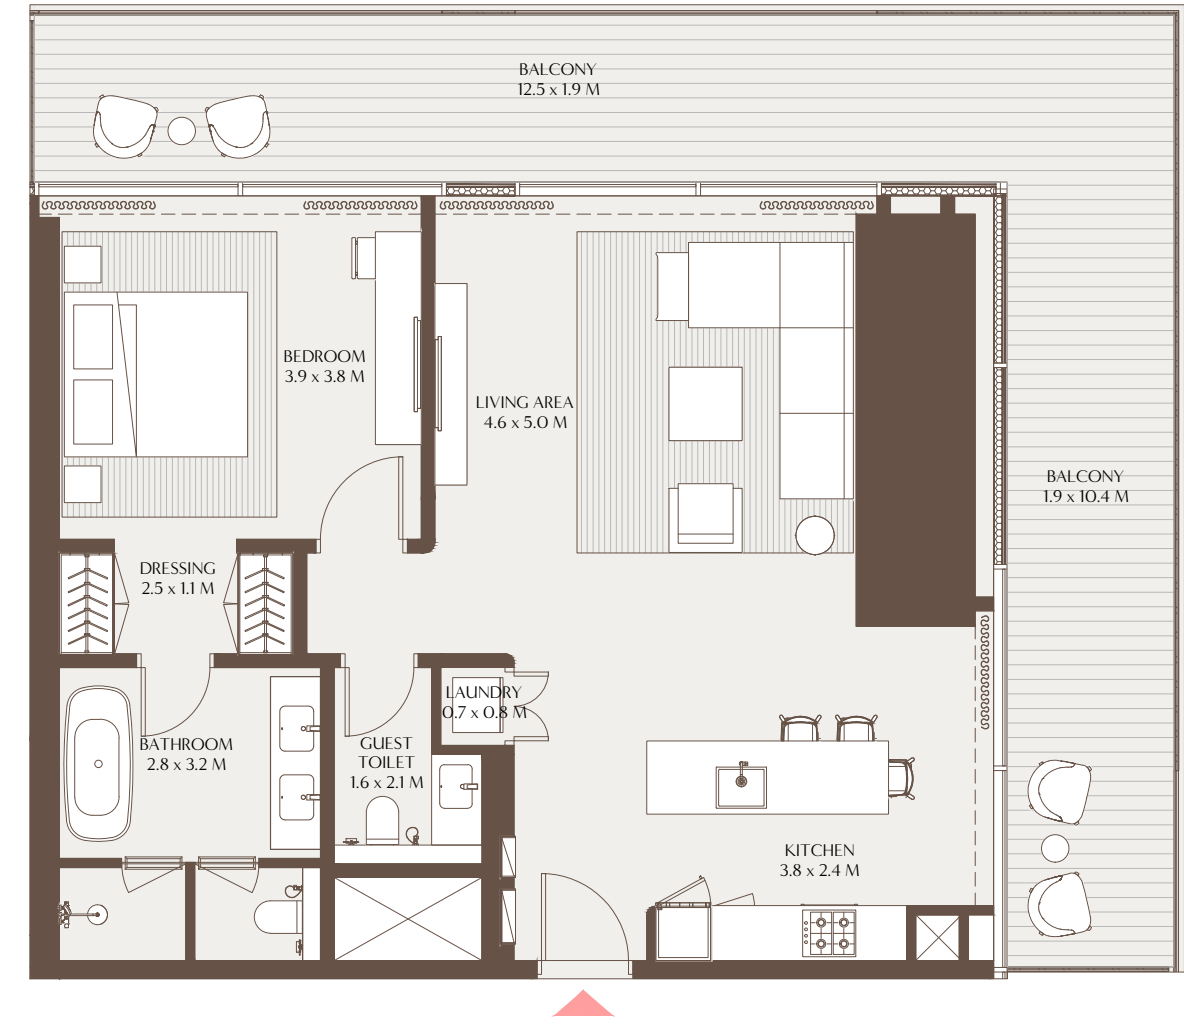 BALCONY
12.5 x 1.9 M
BEDROOM
3.9 x 3.8 M
LIVING AREA
4.6 x 5.0 M
BALCONY
1.9 x 10.4 M
DRESSING
2.5 x 1.1 M
LAUNDRY
0.7 x 0.8 M
BATHROOM
2.8 x 3.2 M
GUEST
TOILET
1.6 x 2.1 M
KITCHEN
3.8 x 2.4 M